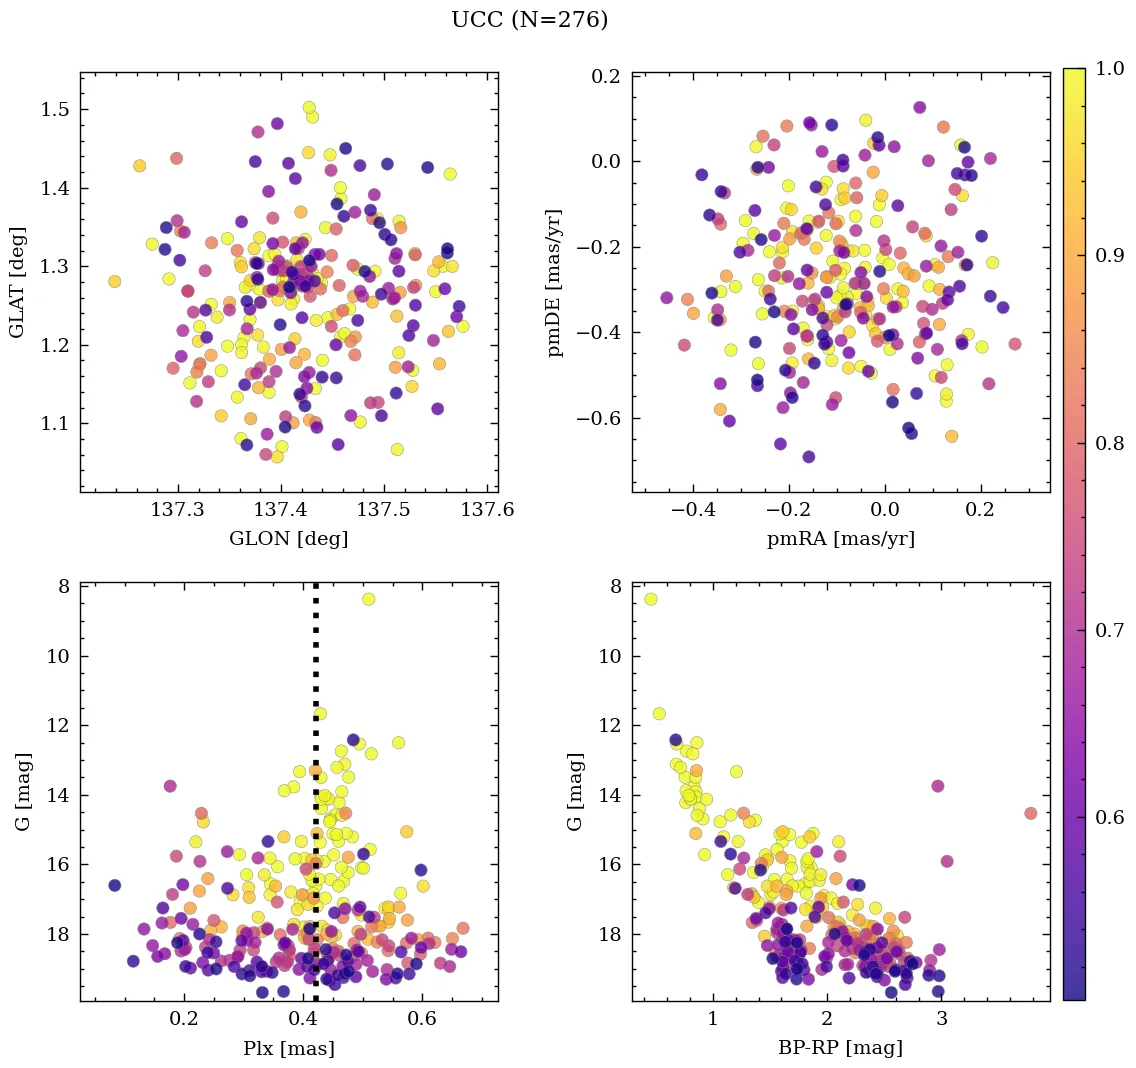 UCC (N=276)
1.5
1.4
1.3
1.2
1.1
GLAT [deg]
137.3 137.4 137.5 137.6
GLON [deg]
0.2
0.0
−0.2
−0.4
−0.6
pmDE [mas/yr]
−0.4 −0.2 0.0 0.2
pmRA [mas/yr]
8
10
12
14
16
18
G [mag]
0.2 0.4 0.6
Plx [mas]
8
10
12
14
16
18
G [mag]
1 2 3
BP-RP [mag]
1.0
0.9
0.8
0.7
0.6